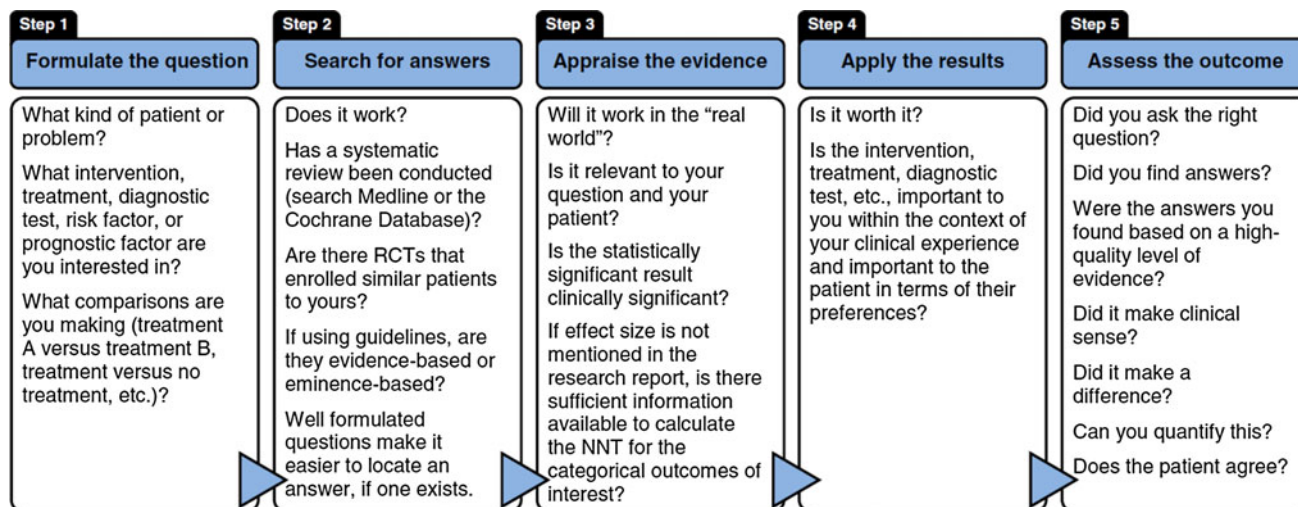 Step 1
Formulate the question
What kind of patient or
problem?
What intervention,
treatment, diagnostic
test, risk factor, or
prognostic factor are
you interested in?
What comparisons are
you making (treatment
A versus treatment B,
treatment versus no
treatment, etc.)?
Step 2
Search for answers
Does it work?
Has a systematic
review been conducted
(search Medline or the
Cochrane Database)?
Are there RCTs that
enrolled similar patients
to yours?
If using guidelines, are
they evidence-based or
eminence-based?
Well formulated
questions make it
easier to locate an
answer, if one exists.
Step 3
Appraise the evidence
Will it work in the “real
world”?
Is it relevant to your
question and your
patient?
Is the statistically
significant result
clinically significant?
If effect size is not
mentioned in the
research report, is there
sufficient information
available to calculate
the NNT for the
categorical outcomes of
interest?
Step 4
Apply the results
Is it worth it?
Is the intervention,
treatment, diagnostic
test, etc., important to
you within the context of
your clinical experience
and important to the
patient in terms of their
preferences?
Step 5
Assess the outcome
Did you ask the right
question?
Did you find answers?
Were the answers you
found based on a high-
quality level of
evidence?
Did it make clinical
sense?
Did it make a
difference?
Can you quantify this?
Does the patient agree?